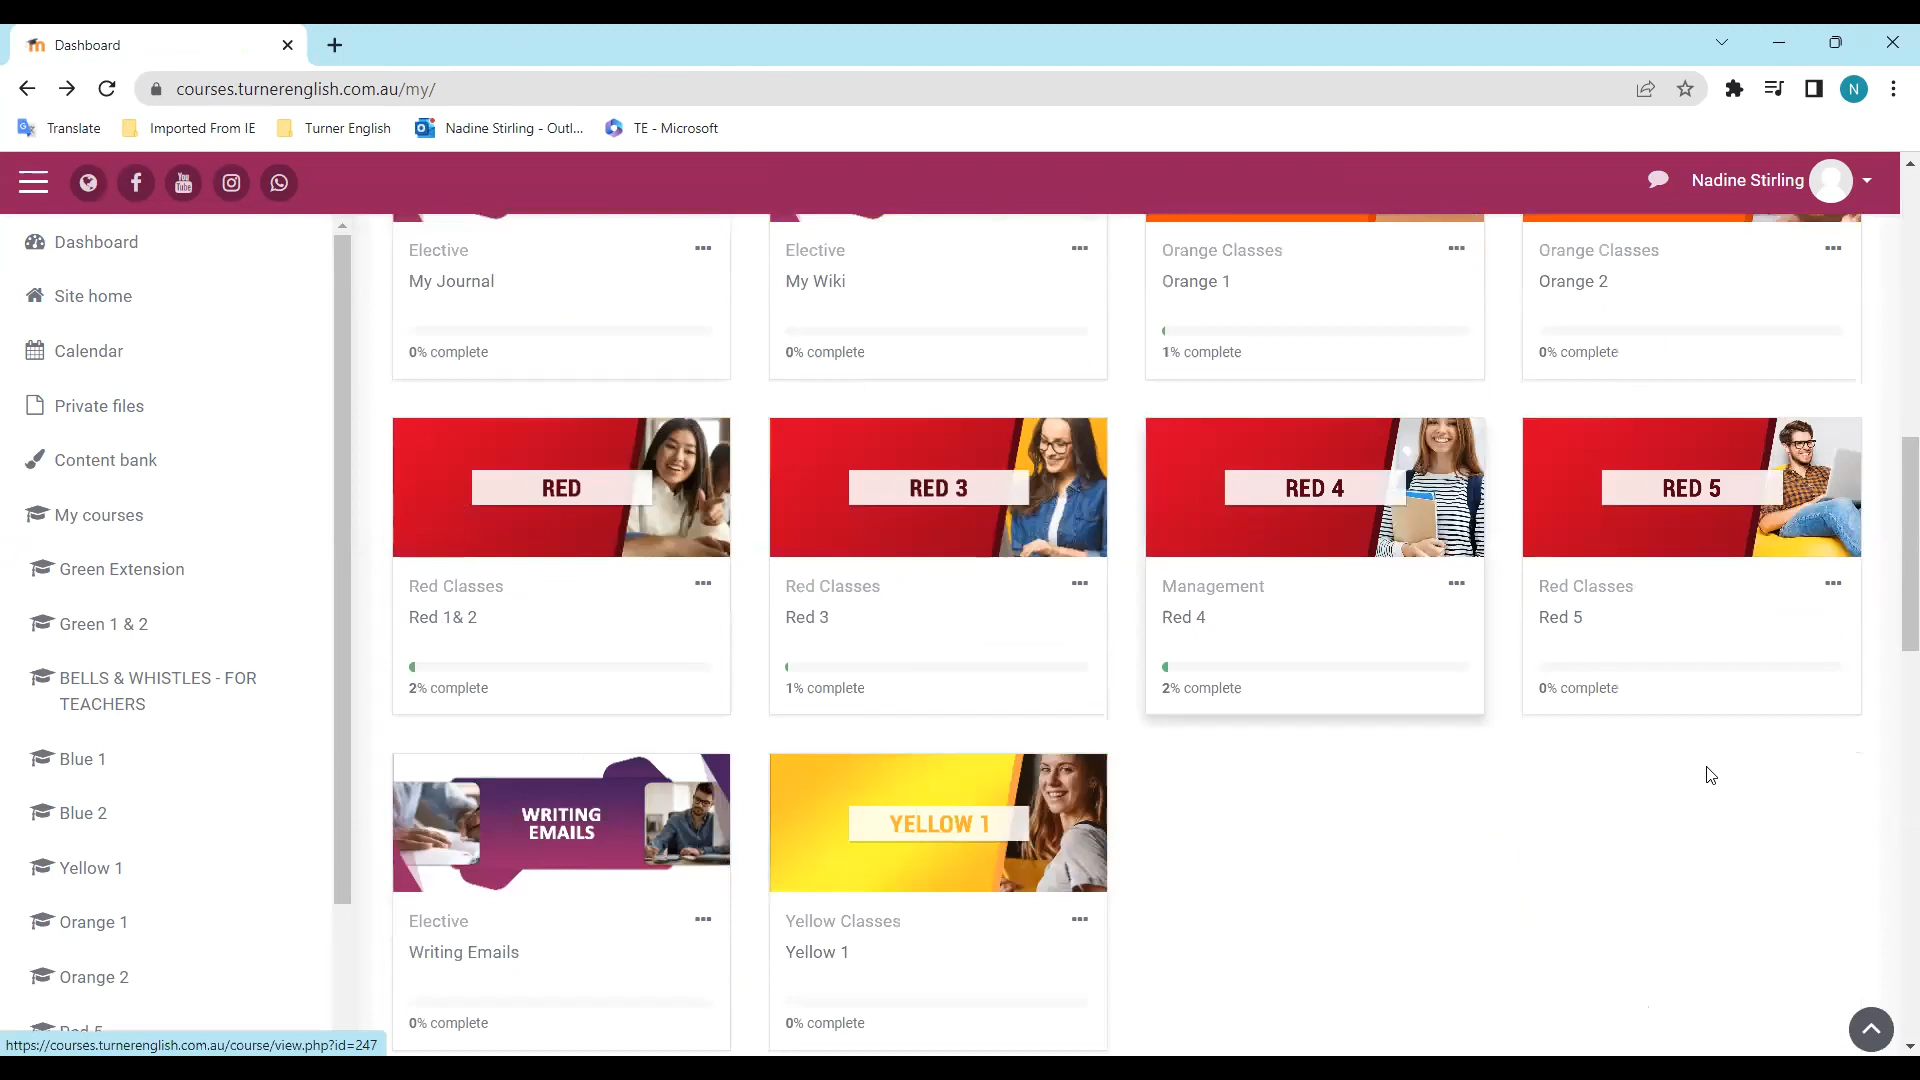 Dashboard
courses.turnerenglish.com.au/my/
Translate
Imported From IE
Turner English
Nadine Stirling - Outl...
TE - Microsoft
You
Tube
Nadine Stirling
N
Dashboard
Site home
Calendar
Private files
Content bank
My courses
Green Extension
Green 1 & 2
BELLS & WHISTLES - FOR
TEACHERS
Blue 1
Blue 2
Yellow 1
Orange 1
Orange 2
Red 5
Elective
My Journal
0% complete
Elective
My Wiki
0% complete
Orange Classes
Orange 1
1% complete
Orange Classes
Orange 2
0% complete
RED
Red Classes
Red 1& 2
2% complete
RED 3
Red Classes
Red 3
1% complete
RED 4
Management
Red 4
2% complete
RED 5
Red Classes
Red 5
0% complete
WRITING
EMAILS
Elective
Writing Emails
0% complete
YELLOW 1
Yellow Classes
Yellow 1
0% complete
https://courses.turnerenglish.com.au/course/view.php?id=247